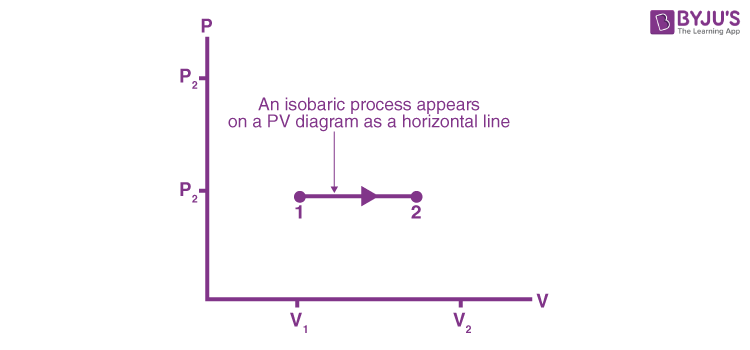 BYJU'S
The Learning App
P
P₂
An isobaric process appears
on a PV diagram as a horizontal line
P₂
1 2
V
V₁ V₂